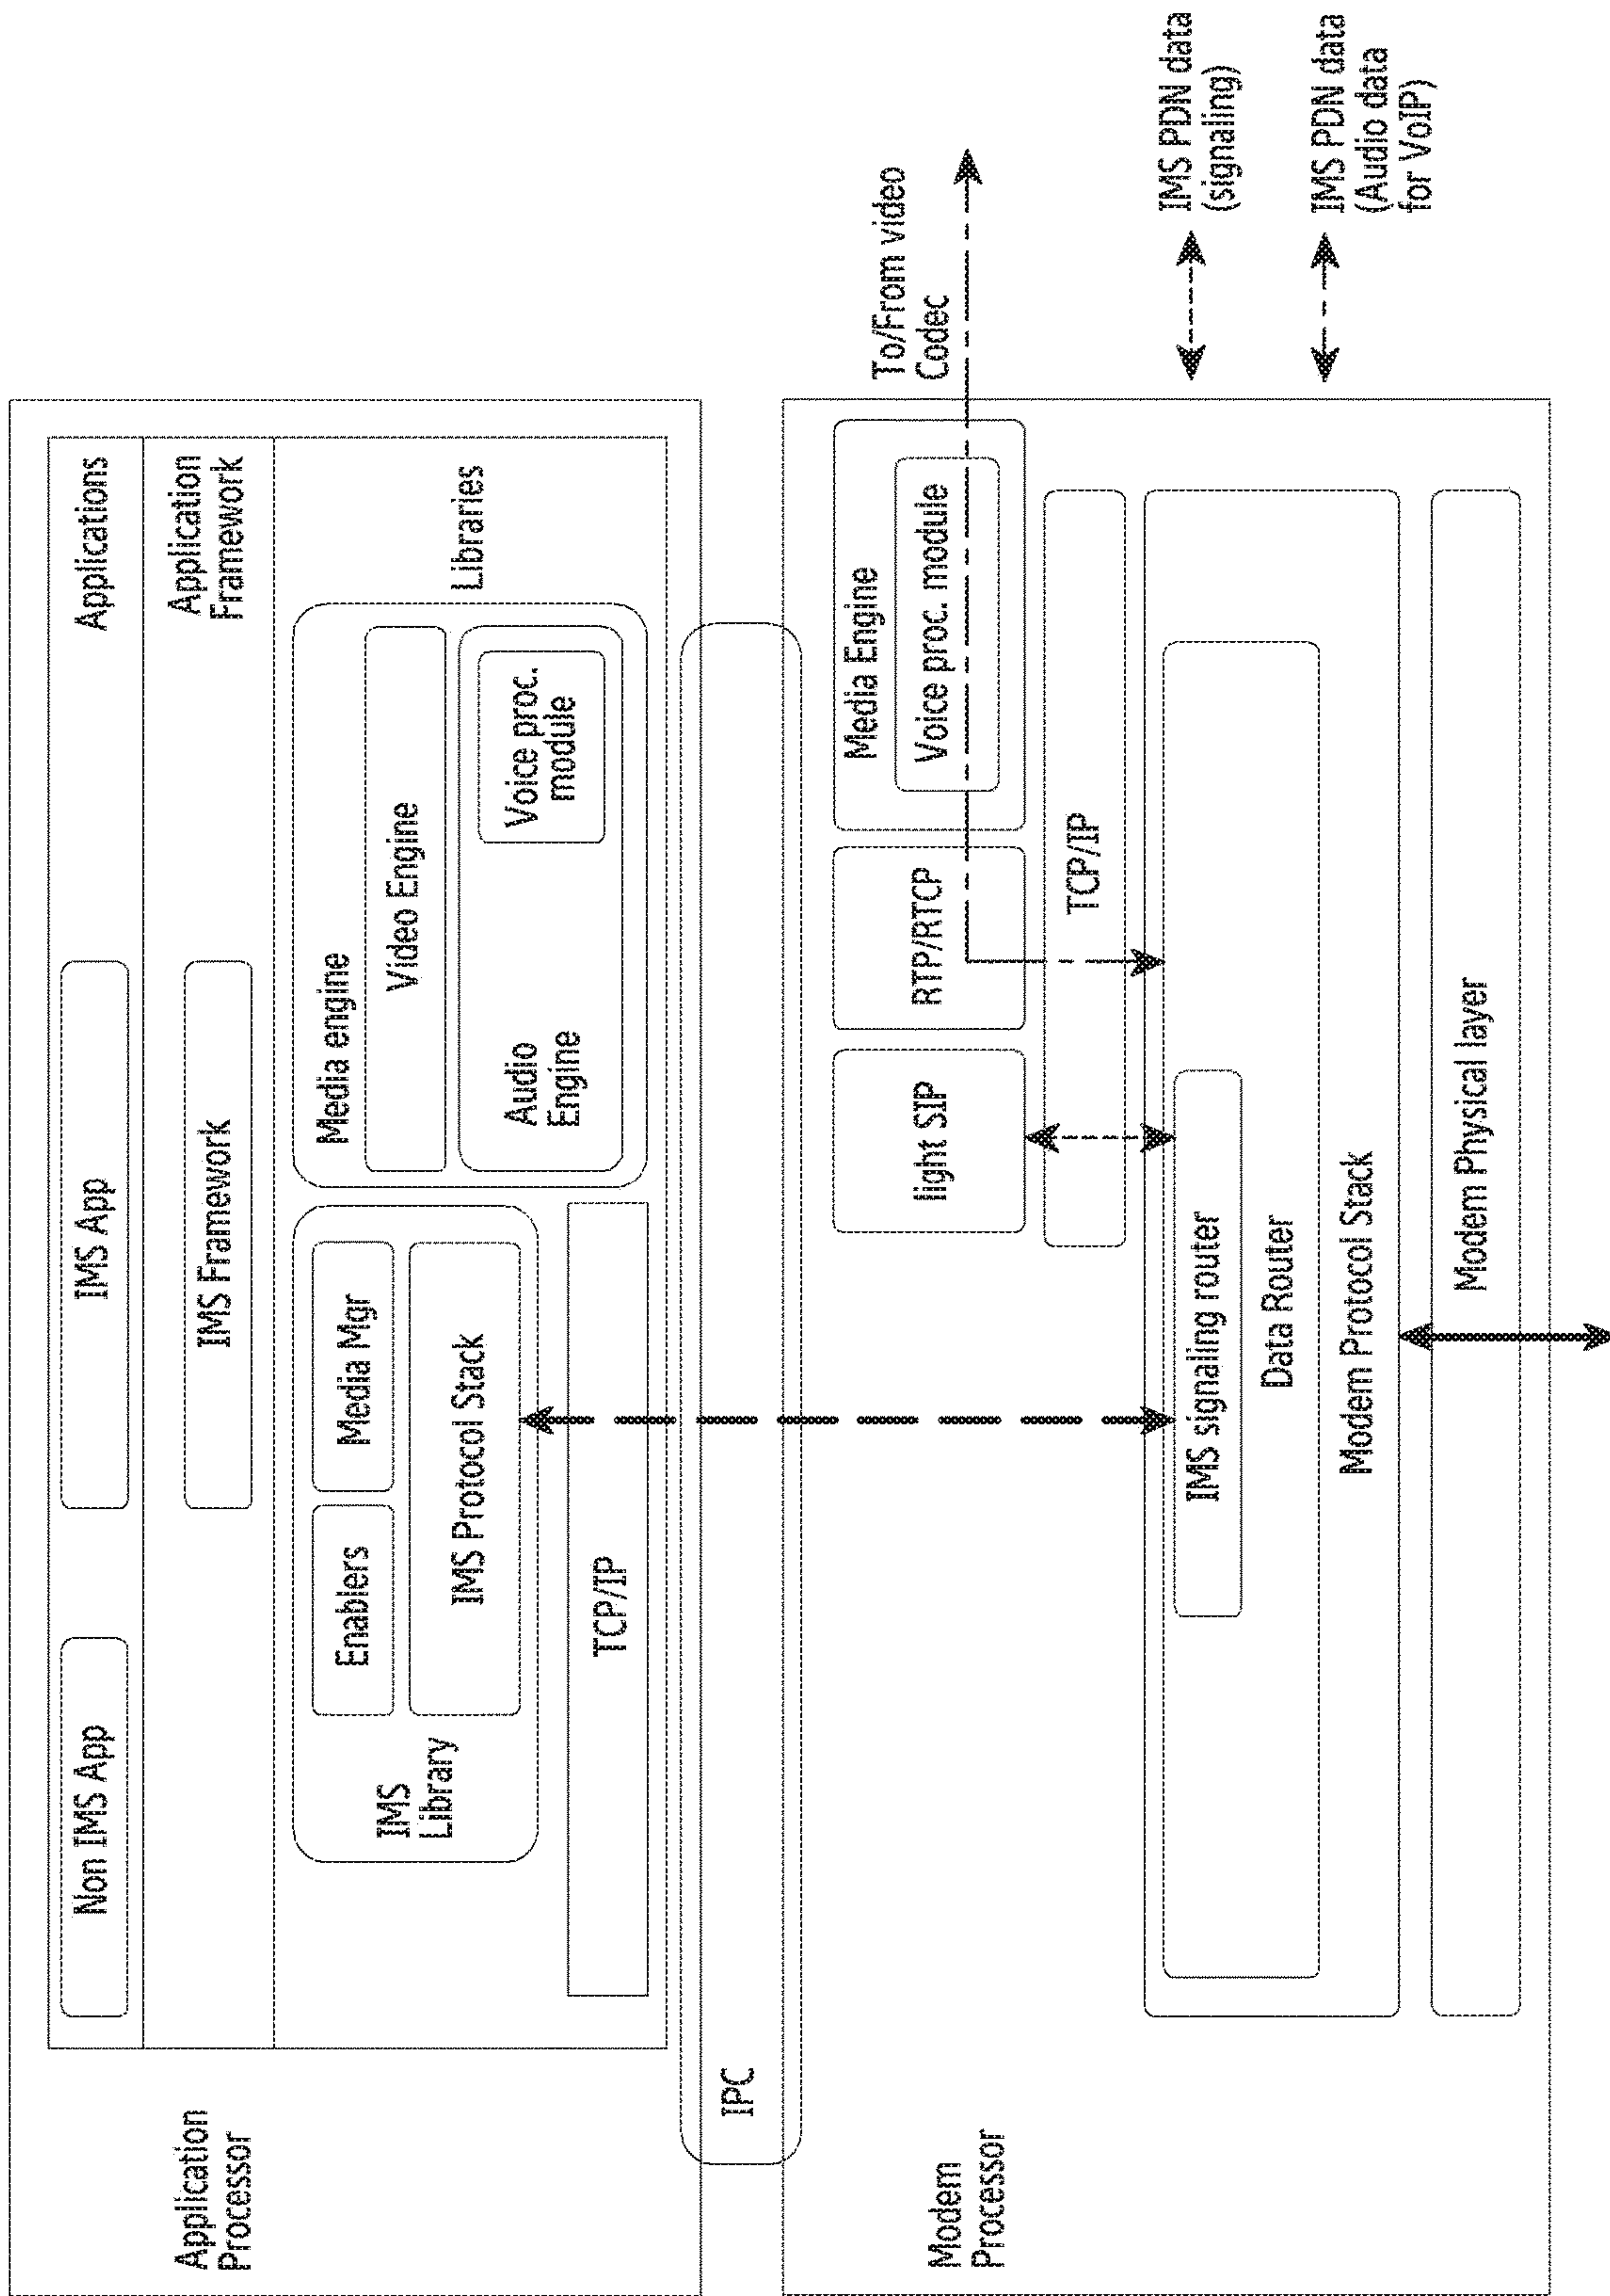 Application
Processor
Non IMS App
IMS App
Applications
IMS Framework
Application
Framework
IMS
Library
Enablers
Media Mgr
IMS Protocol Stack
TCP/IP
Media engine
Video Engine
Audio
Engine
Voice proc.
module
Libraries
IPC
Modem
Processor
light SIP
RTP/RTCP
Media Engine
Voice proc. module
To/From video
Codec
TCP/IP
IMS signaling router
Data Router
Modem Protocol Stack
Modem Physical layer
IMS PDN data
(signaling)
IMS PDN data
(Audio data
for VoIP)